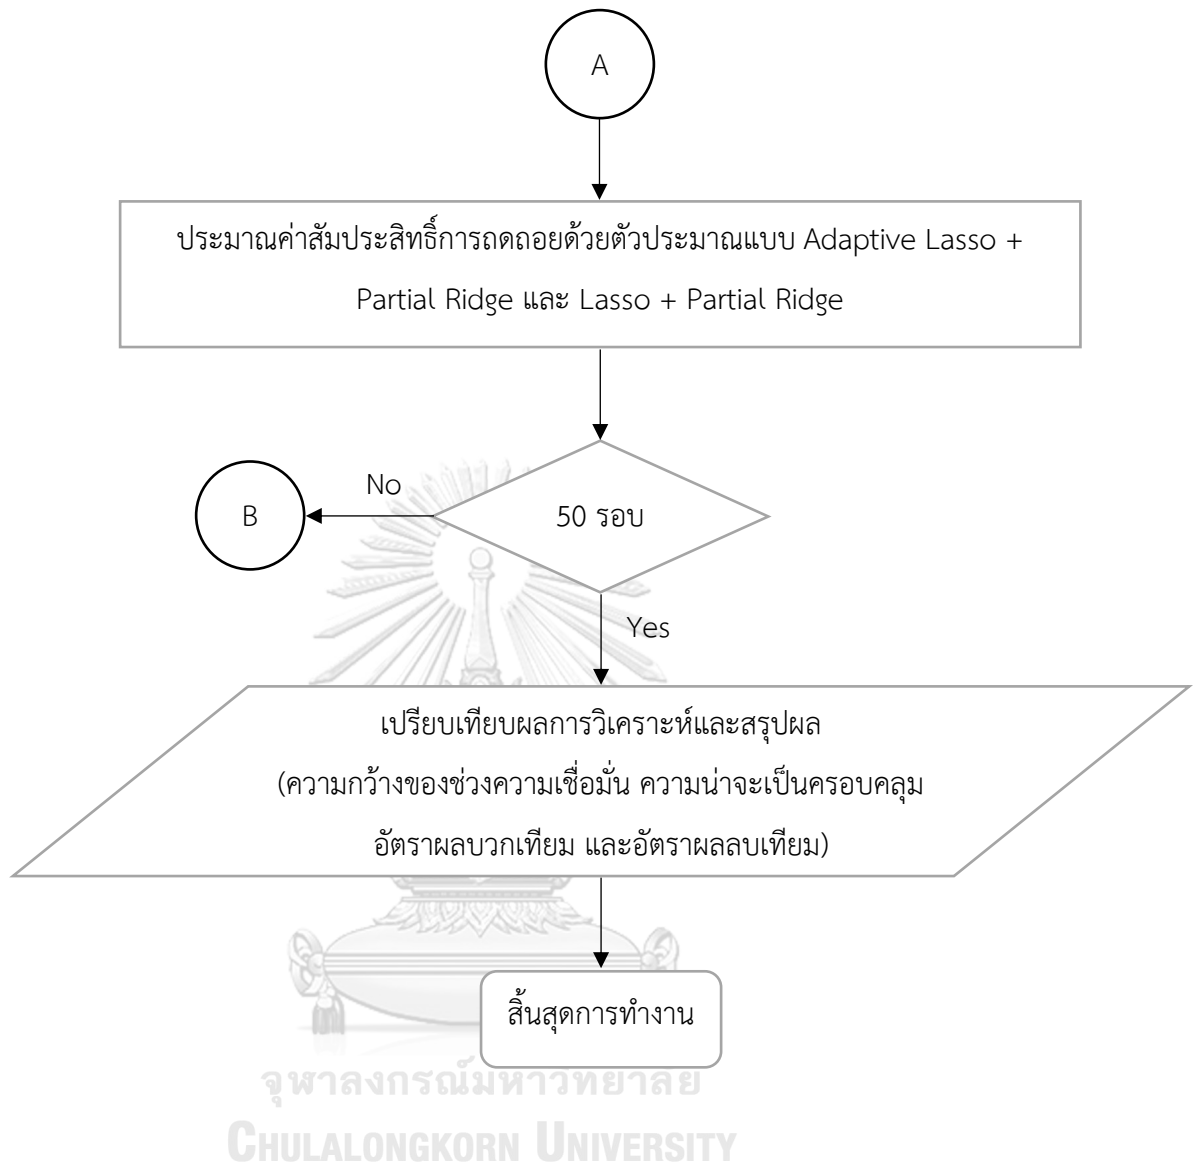 A
ประมาณค่าสัมประสิทธิ์การถดถอยด้วยตัวประมาณแบบ Adaptive Lasso +
Partial Ridge และ Lasso + Partial Ridge
No
B
50 รอบ
Yes
เปรียบเทียบผลการวิเคราะห์และสรุปผล
(ความกว้างของช่วงความเชื่อมั่น ความน่าจะเป็นครอบคลุม
อัตราผลบวกเทียม และอัตราผลลบเทียม)
สิ้นสุดการทำงาน
จุฬาลงกรณ์มหาวิทยาลัย
CHULALONGKORN UNIVERSITY